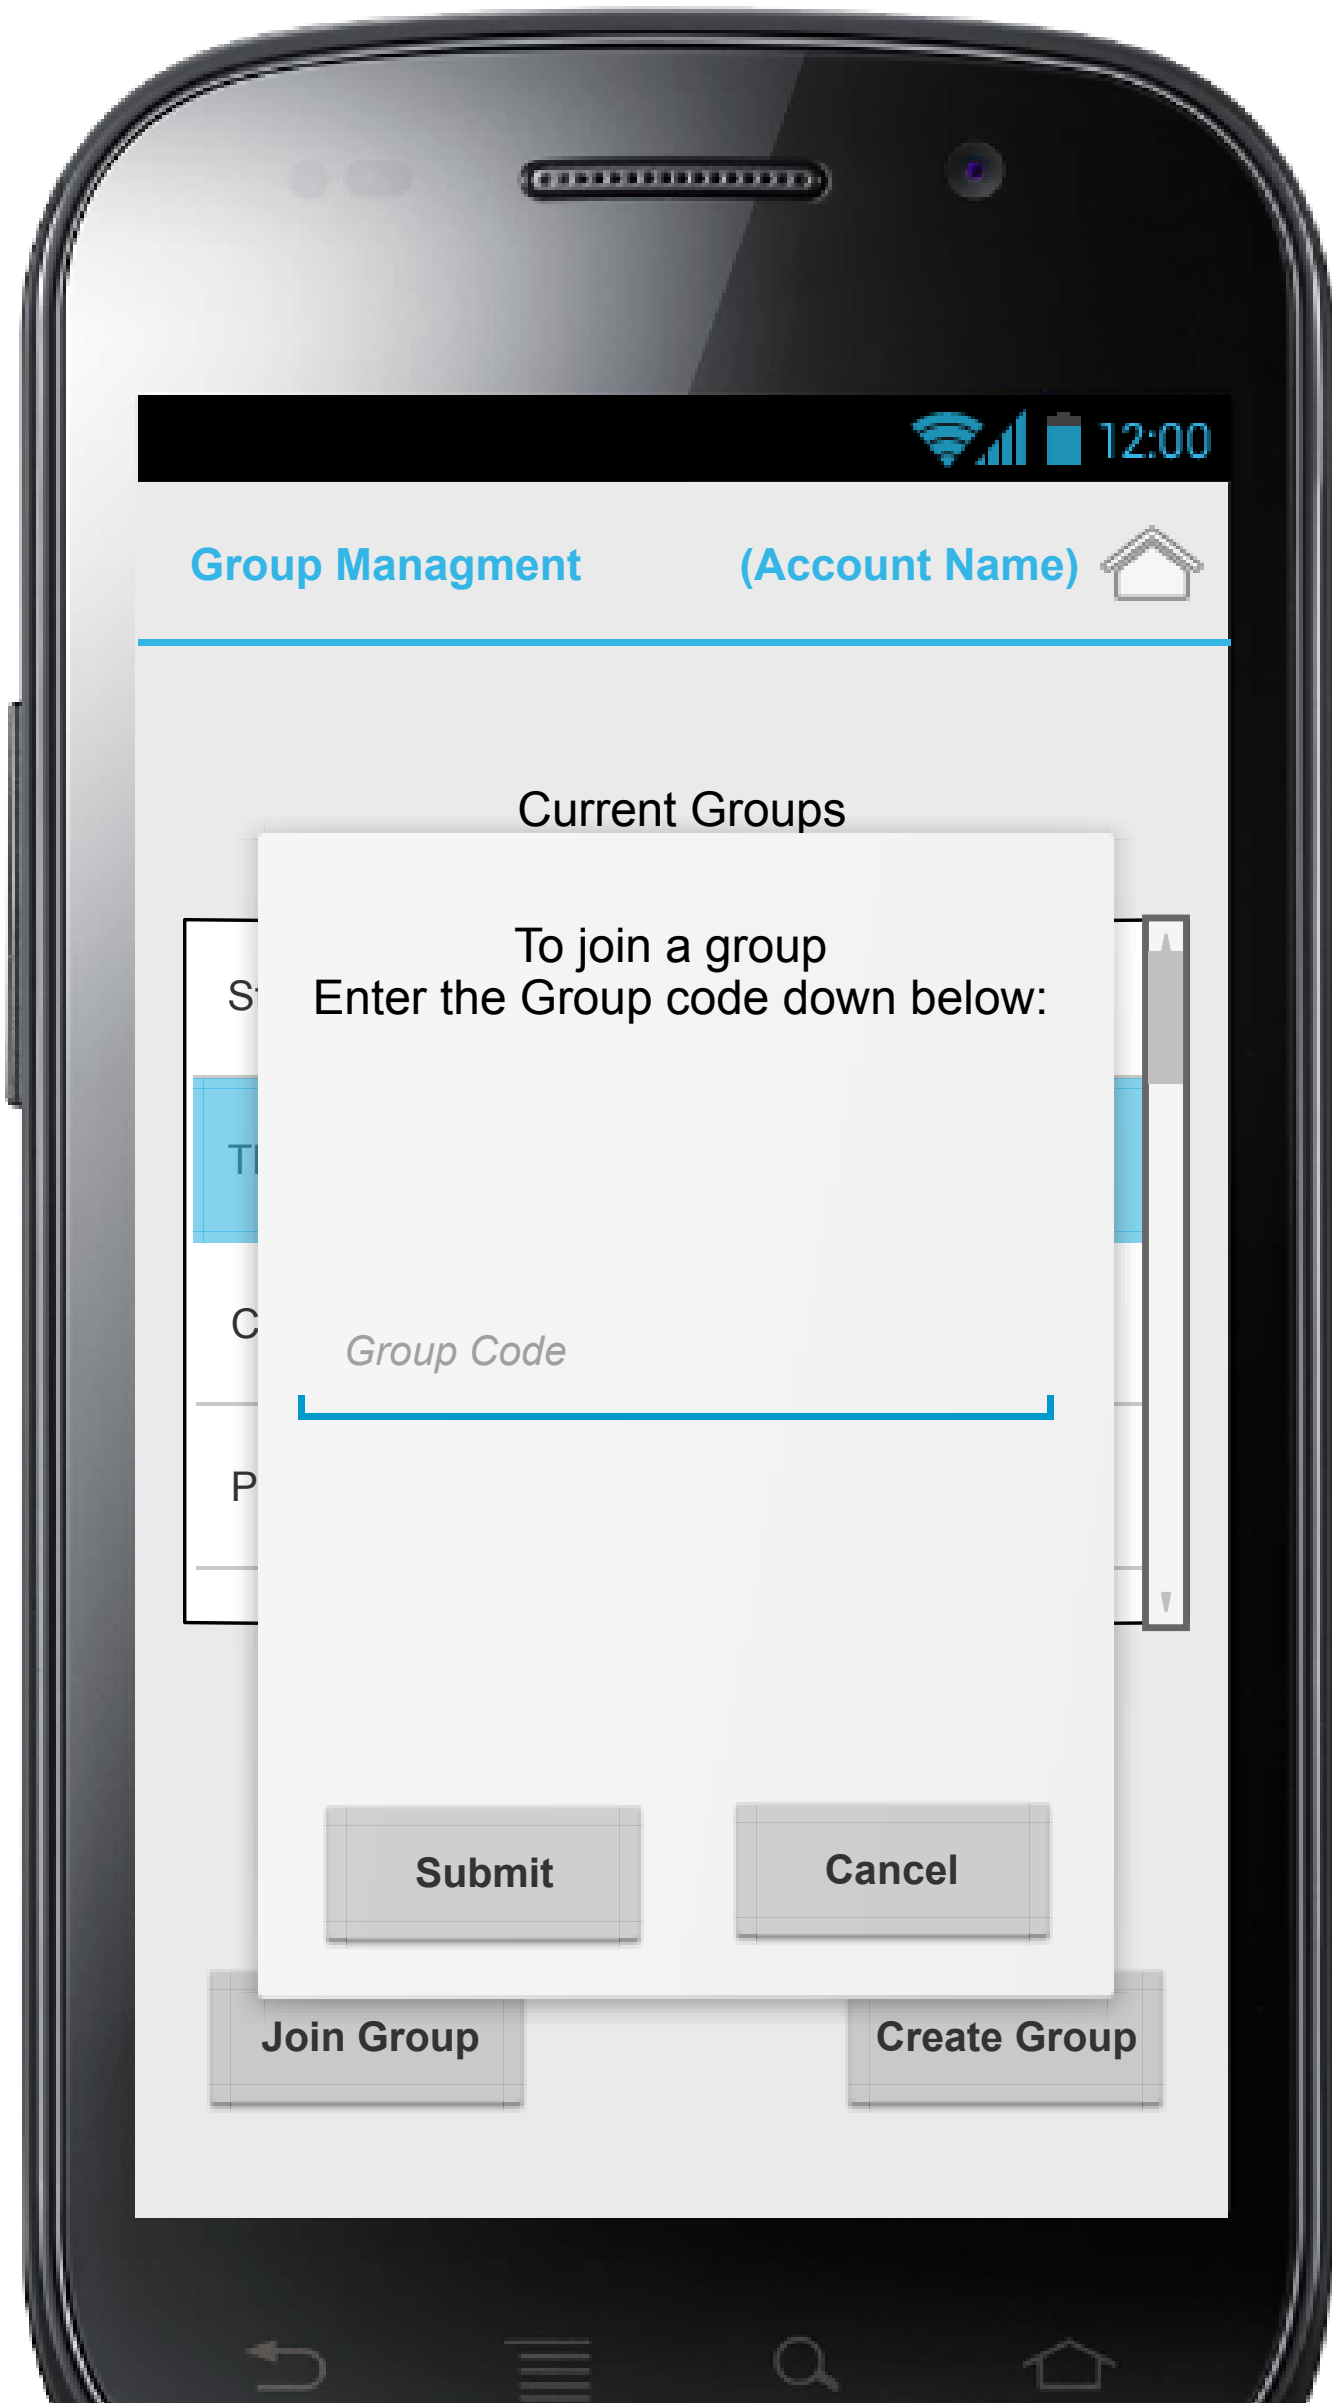 12:00
Group Managment (Account Name)
Current Groups
To join a group
Enter the Group code down below:
Group Code
C
P
Submit Cancel
Join Group Create Group